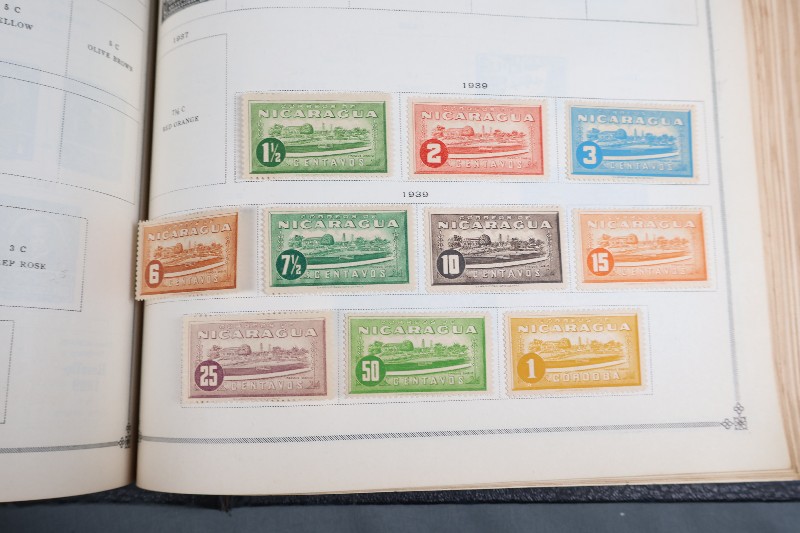 5 C
YELLOW
5 C
OLIVE BROWN
3 C
DEEP ROSE
1937
7½ C
RED ORANGE
1939
CORREOS DE
NICARAGUA
1½
CENTAVOS
NICARAGUA
2
CENTAVOS
NICARAGUA
3
CENTAVOS
1939
NICARAGUA
6
CENTAVOS
CORREOS DE
NICARAGUA
7½
CENTAVOS
CORREOS DE
NICARAGUA
10
CENTAVOS
NICARAGUA
15
CENTAVOS
NICARAGUA
25
CENTAVOS
NICARAGUA
50
CENTAVOS
NICARAGUA
1
CORDOBA